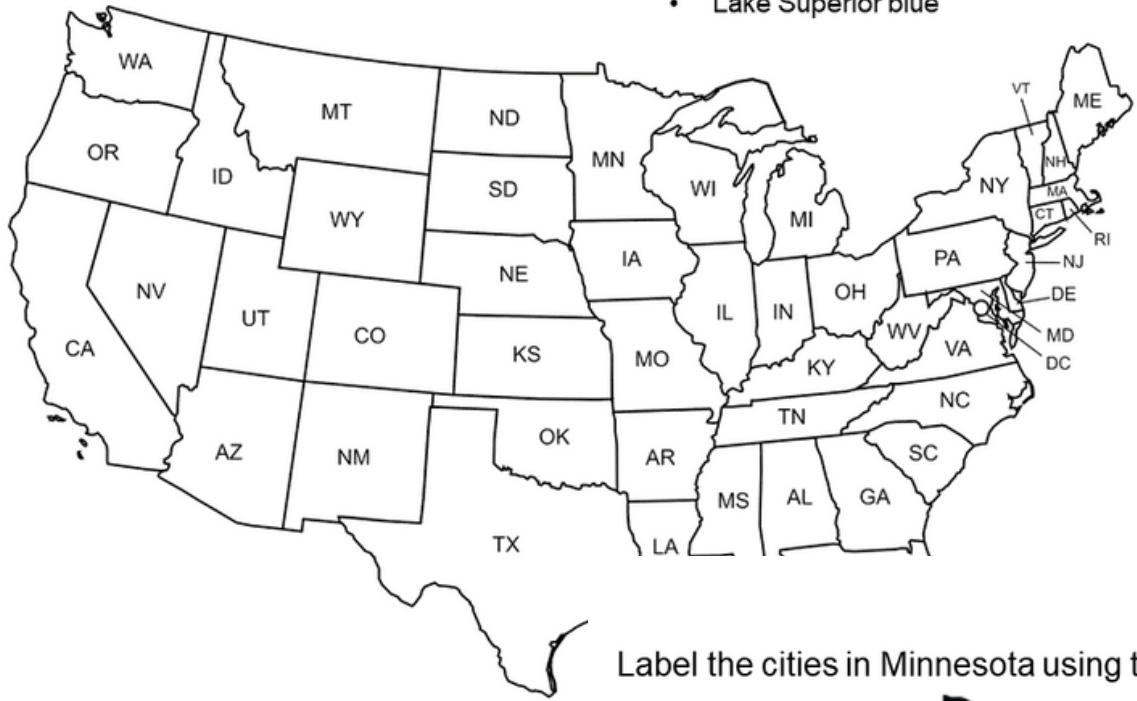 • Lake Superior blue
WA
MT
ND
MN
VT
ME
OR
ID
SD
WI
NH
NY
MA
WY
MI
CT
RI
IA
PA
NJ
NE
NV
OH
DE
UT
IL
IN
CO
WV
MD
CA
KS
MO
VA
DC
KY
NC
TN
OK
AZ
NM
AR
SC
MS
AL
GA
TX
LA
Label the cities in Minnesota using t